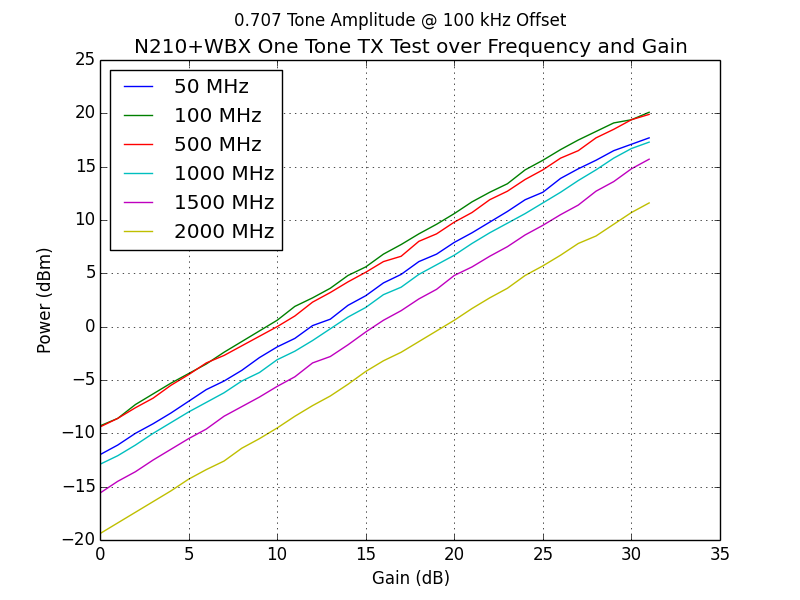 0.707 Tone Amplitude @ 100 kHz Offset
N210+WBX One Tone TX Test over Frequency and Gain
50 MHz
100 MHz
500 MHz
1000 MHz
1500 MHz
2000 MHz
Power (dBm)
25
20
15
10
5
0
−5
−10
−15
−20
0 5 10 15 20 25 30 35
Gain (dB)